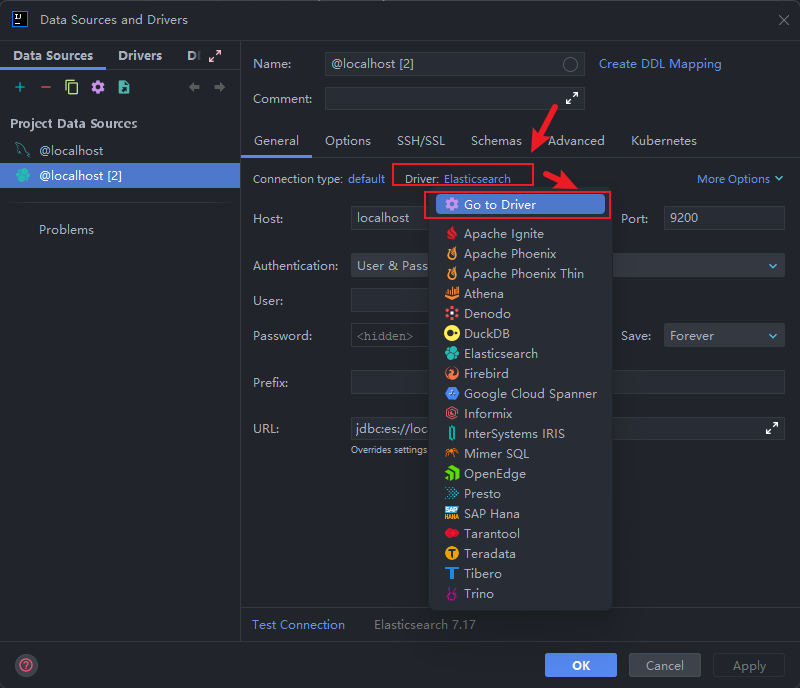 Data Sources and Drivers
Data Sources
Drivers
Project Data Sources
@localhost
@localhost [2]
Problems
Name:
@localhost [2]
Create DDL Mapping
Comment:
General
Options
SSH/SSL
Schemas
Advanced
Kubernetes
Connection type: default
Driver: Elasticsearch
More Options
Go to Driver
Host:
localhost
Port:
9200
Authentication:
User & Pass
User:
Password:
<hidden>
Save:
Forever
Prefix:
URL:
jdbc:es://loc
Overrides settings
Apache Ignite
Apache Phoenix
Apache Phoenix Thin
Athena
Denodo
DuckDB
Elasticsearch
Firebird
Google Cloud Spanner
Informix
InterSystems IRIS
Mimer SQL
OpenEdge
Presto
SAP Hana
Tarantool
Teradata
Tibero
Trino
Test Connection
Elasticsearch 7.17
OK
Cancel
Apply